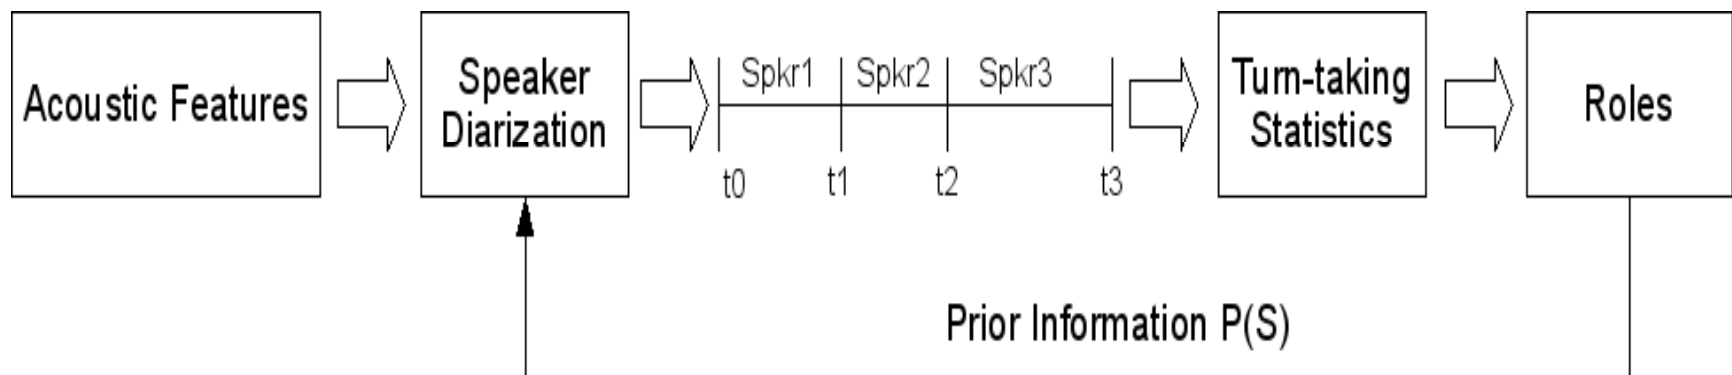 Acoustic Features
Speaker
Diarization
Spkr1 Spkr2 Spkr3
t0 t1 t2 t3
Turn-taking
Statistics
Roles
Prior Information P(S)